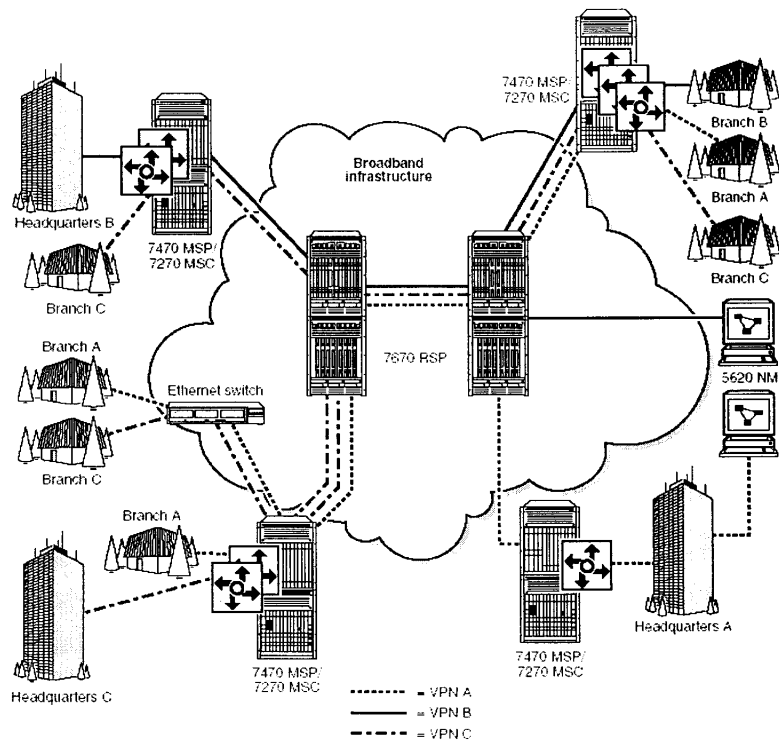 7470 MSP/
7270 MSC
Branch B
Broadband
infrastructure
Branch A
Headquarters B
7470 MSP/
7270 MSC
Branch C
Branch C
Branch A
7670 RSP
5620 NM
Ethernet switch
Branch C
Branch A
Headquarters A
7470 MSP/
7270 MSC
7470 MSP/
7270 MSC
Headquarters C
= VPN A
= VPN B
= VPN C